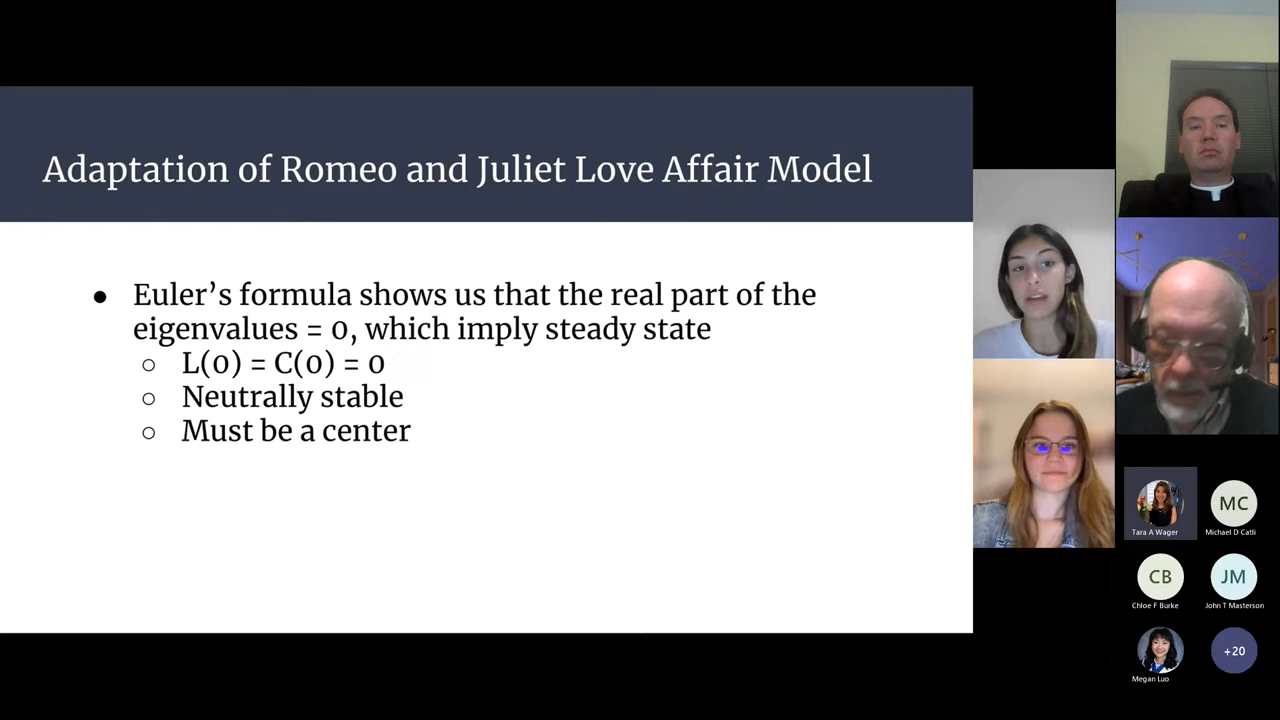 Adaptation of Romeo and Juliet Love Affair Model
● Euler’s formula shows us that the real part of the
eigenvalues = 0, which imply steady state
○ L(0) = C(0) = 0
○ Neutrally stable
○ Must be a center
MC
Tara A Wager
Michael D Catli
CB
JM
Chloe F Burke
John T Masterson
+20
Megan Luo